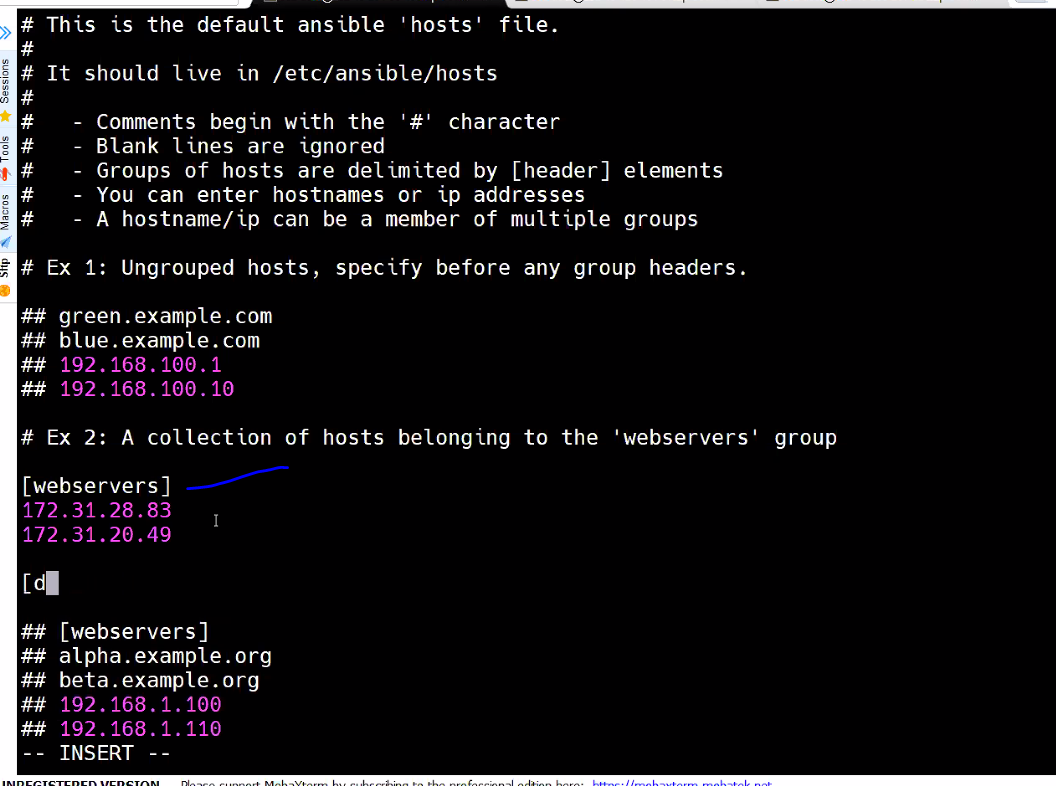 # This is the default ansible 'hosts' file.
#
# It should live in /etc/ansible/hosts
#
#   - Comments begin with the '#' character
#   - Blank lines are ignored
#   - Groups of hosts are delimited by [header] elements
#   - You can enter hostnames or ip addresses
#   - A hostname/ip can be a member of multiple groups
# Ex 1: Ungrouped hosts, specify before any group headers.
## green.example.com
## blue.example.com
## 192.168.100.1
## 192.168.100.10
# Ex 2: A collection of hosts belonging to the 'webservers' group
[webservers]
172.31.28.83
172.31.20.49
[d
## [webservers]
## alpha.example.org
## beta.example.org
## 192.168.1.100
## 192.168.1.110
-- INSERT --
Sessions
Tools
Macros
Sftp
UNREGISTERED VERSION - Please support MobaXterm by subscribing to the professional edition here: https://mobaxterm.mobatek.net